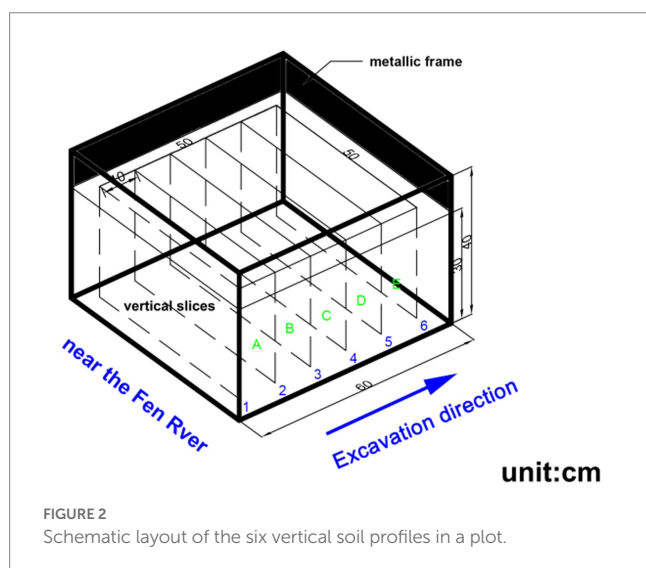 metallic frame
50
50
10
40
30
vertical slices
A
B
C
D
E
1
2
3
4
5
6
60
near the Fen Rver
Excavation direction
unit:cm
FIGURE 2
Schematic layout of the six vertical soil profiles in a plot.